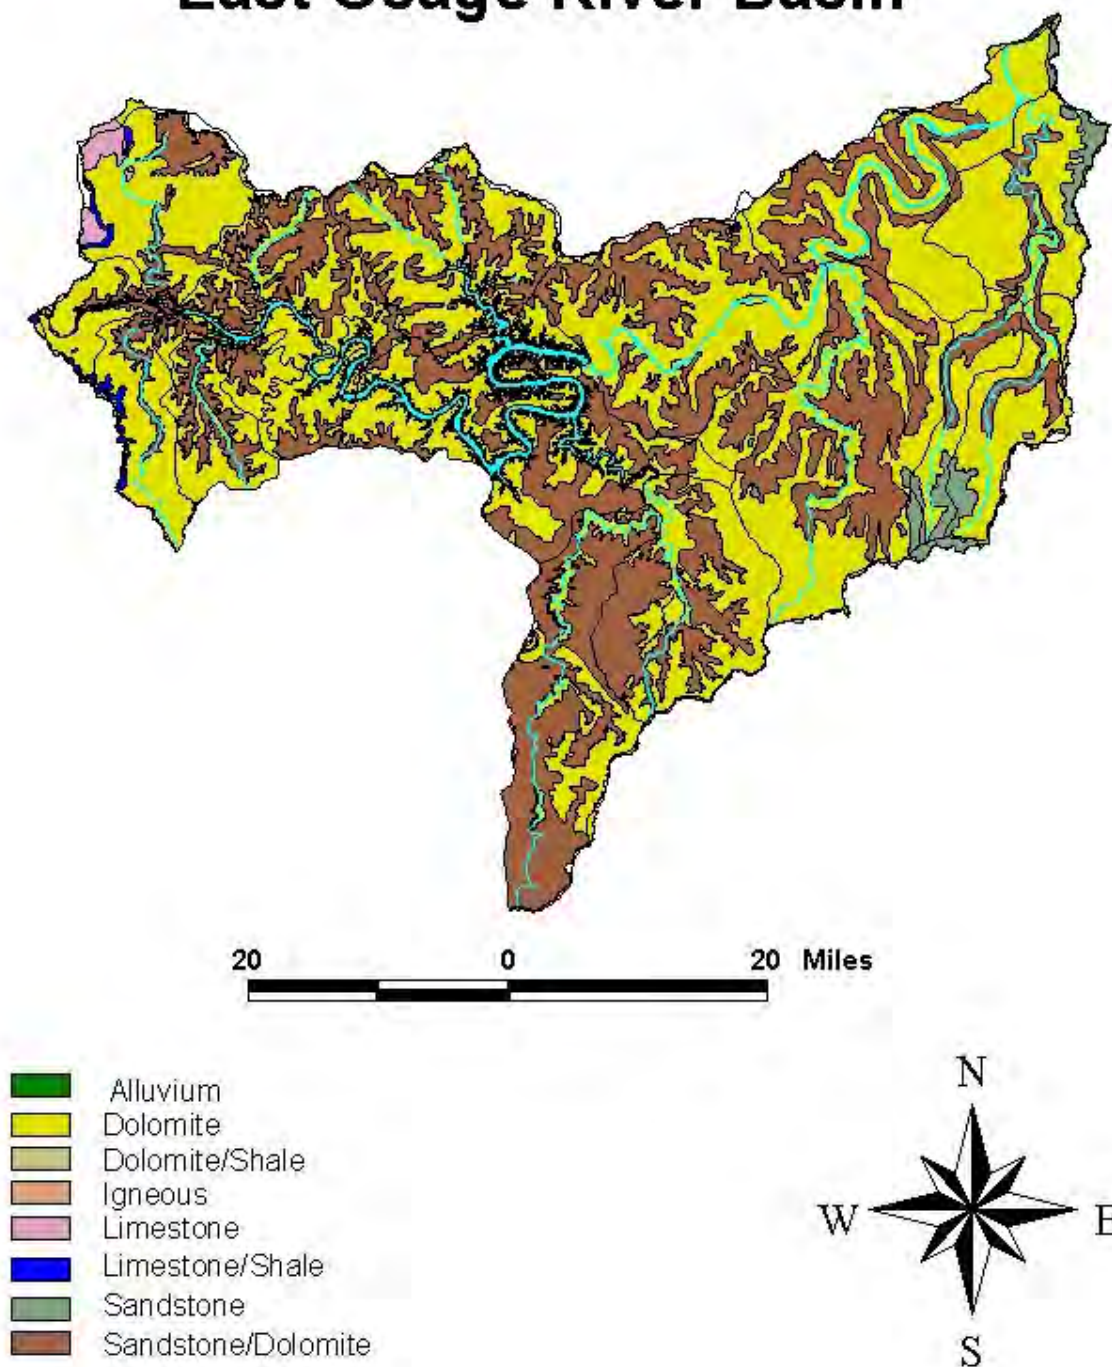 East Osage River Basin
20 0 20 Miles
Alluvium
Dolomite
Dolomite/Shale
Igneous
Limestone
Limestone/Shale
Sandstone
Sandstone/Dolomite
N
W E
S